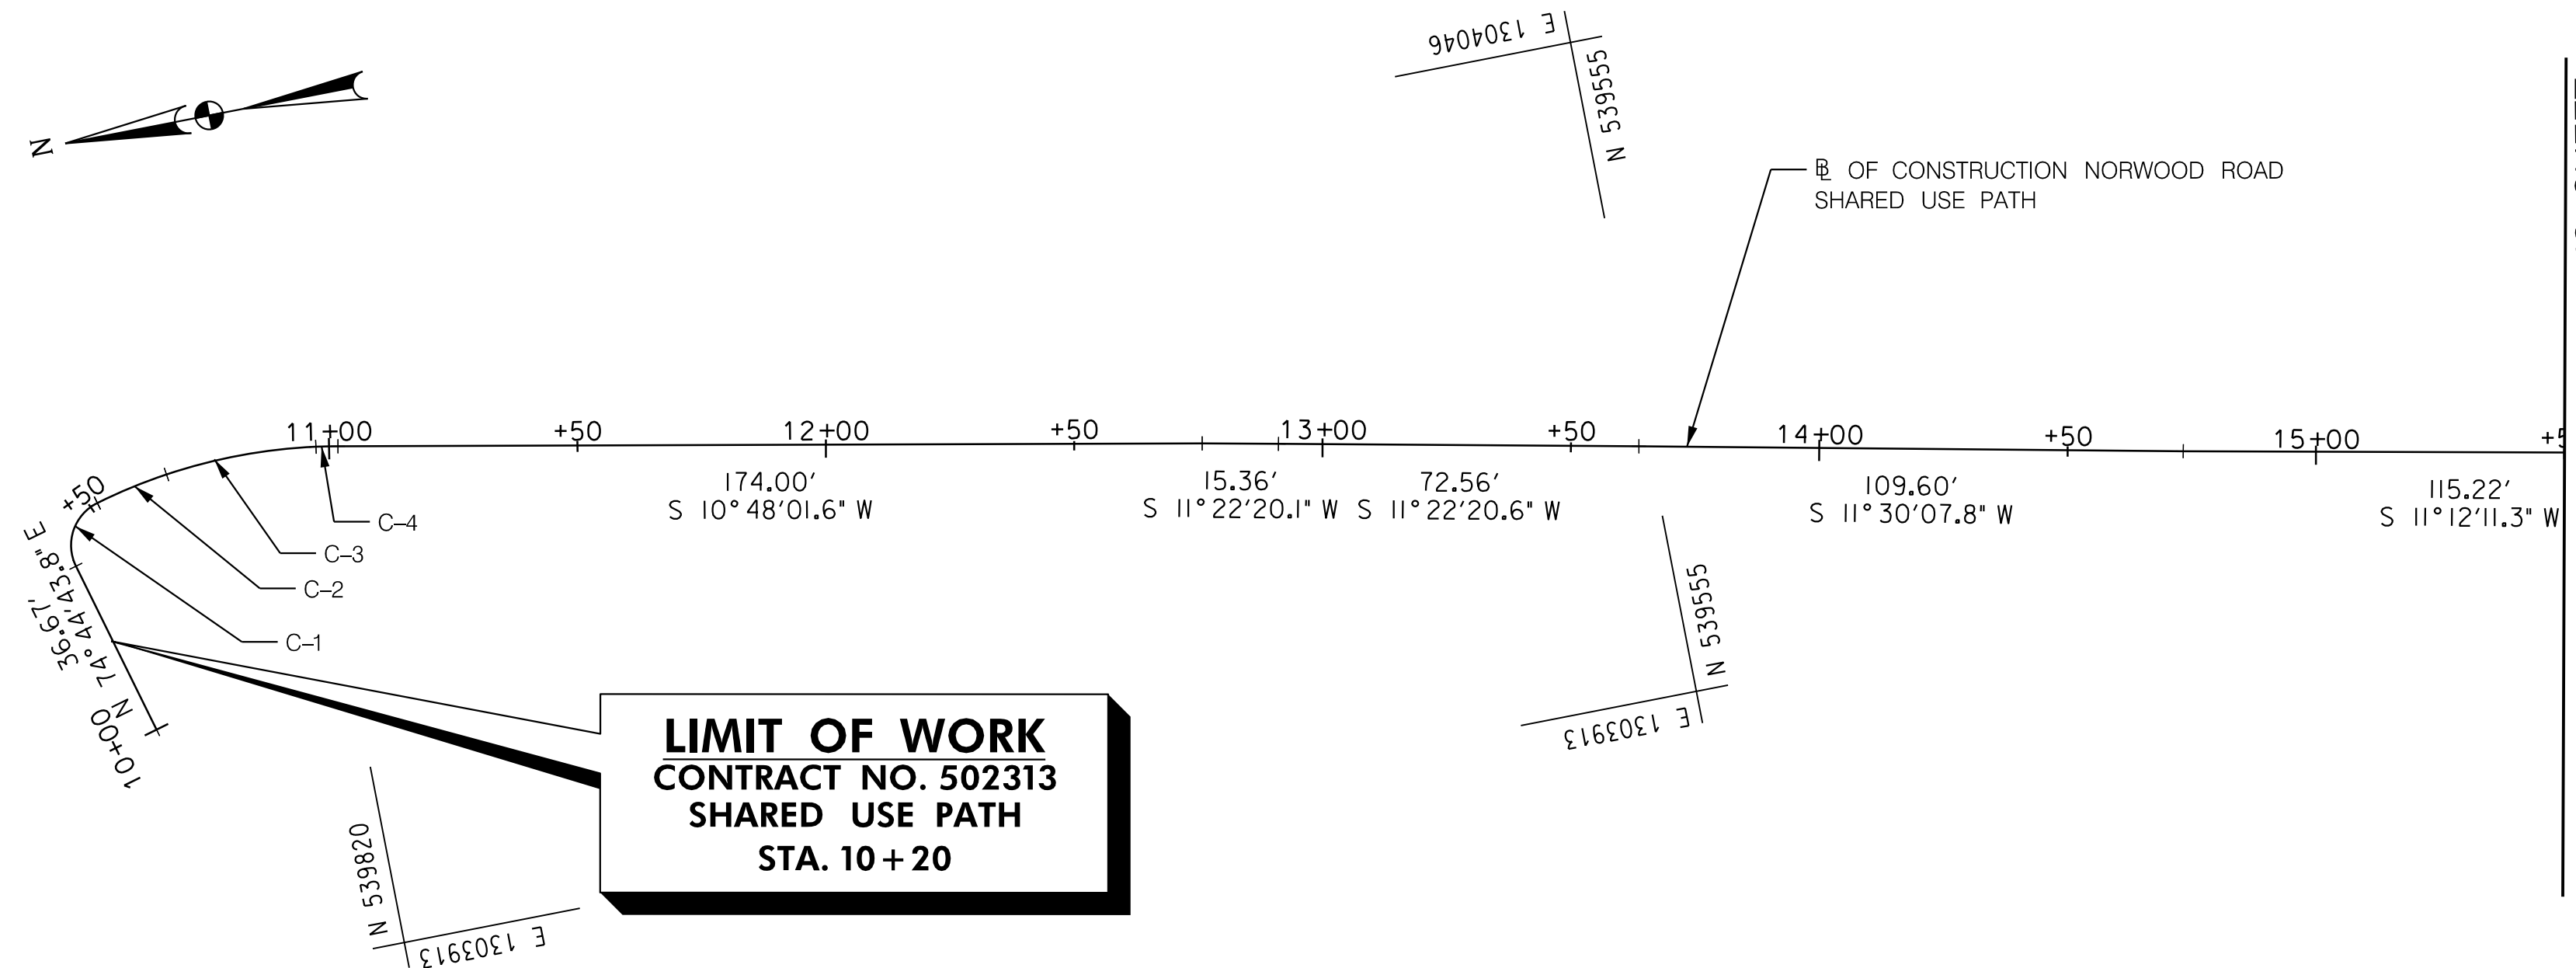 N
E 1304046
N 539555
℄ OF CONSTRUCTION NORWOOD ROAD
SHARED USE PATH
10+00
+50
11+00
+50
12+00
+50
13+00
+50
14+00
+50
15+00
36.67'
N 74°44'43.8" E
174.00'
S 10°48'01.6" W
15.36'
S 11°22'20.1" W
72.56'
S 11°22'20.6" W
109.60'
S 11°30'07.8" W
115.22'
S 11°12'11.3" W
C-4
C-3
C-2
C-1
LIMIT OF WORK
CONTRACT NO. 502313
SHARED USE PATH
STA. 10+20
N 539555
E 1303913
N 539820
E 1303913